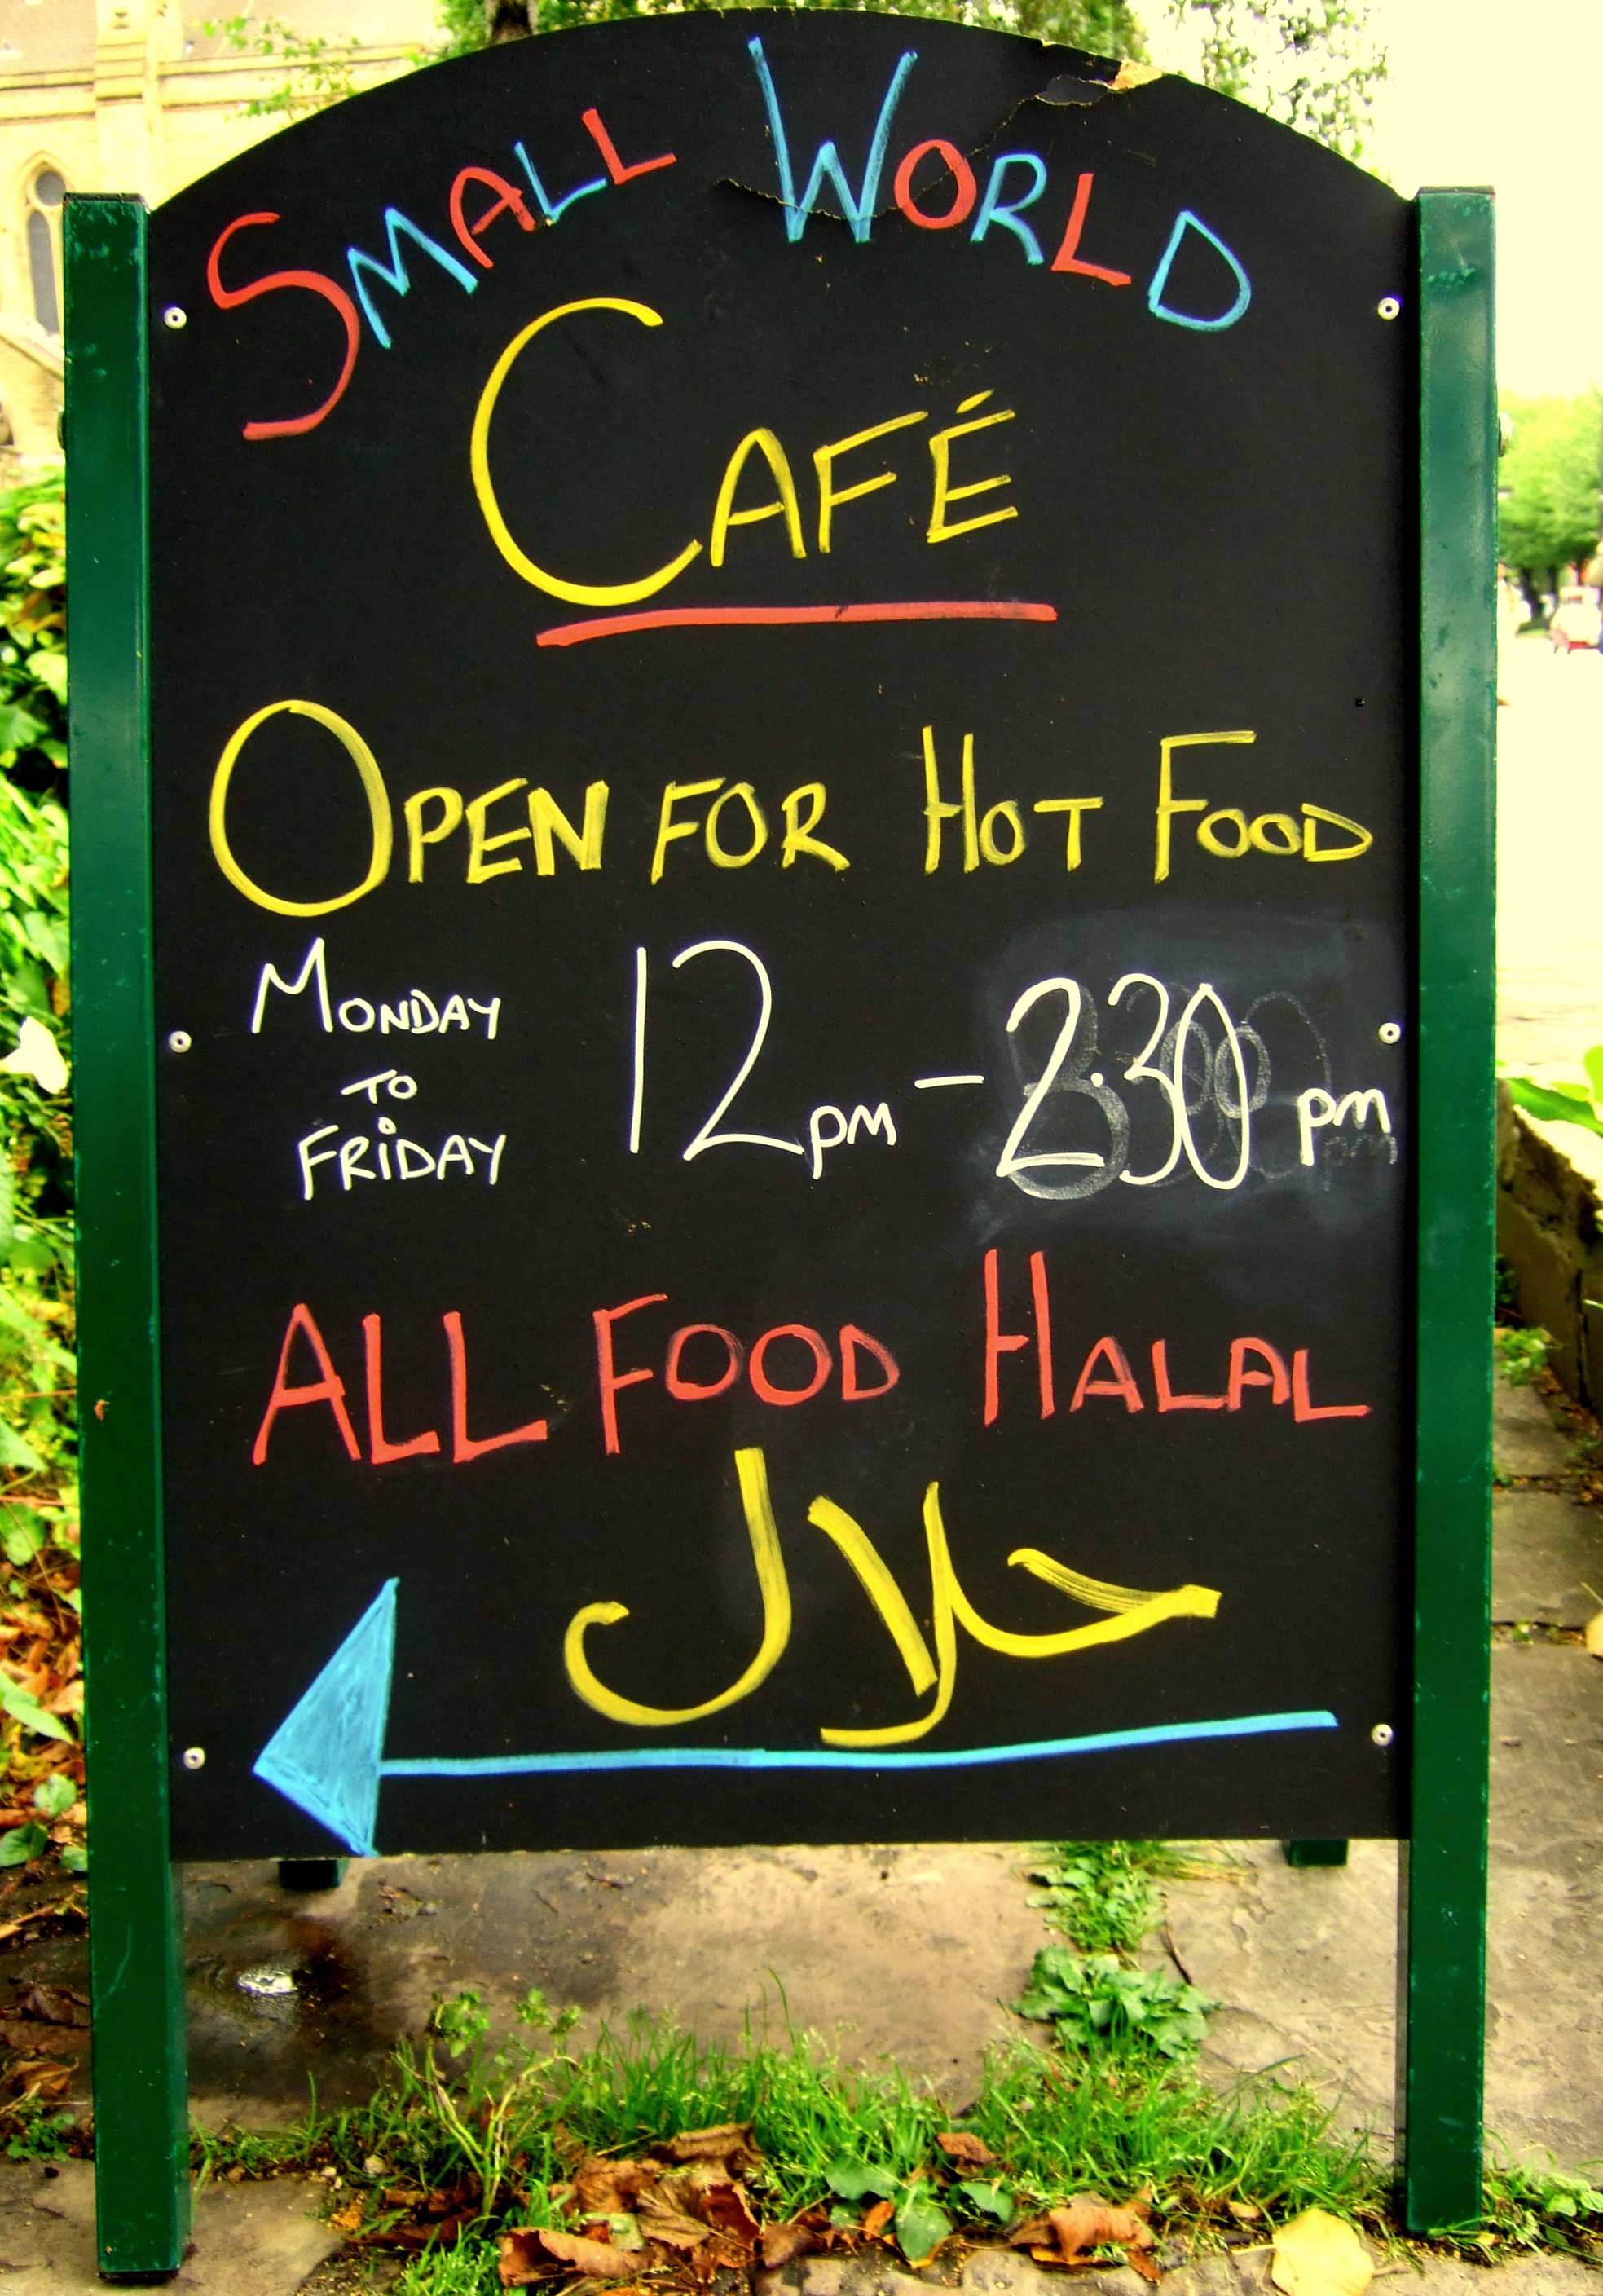 SMALL WORLD
CAFÉ
OPEN FOR HOT FOOD
MONDAY
TO
FRIDAY
12pm - 2.30 pm
ALL FOOD HALAL
حلال